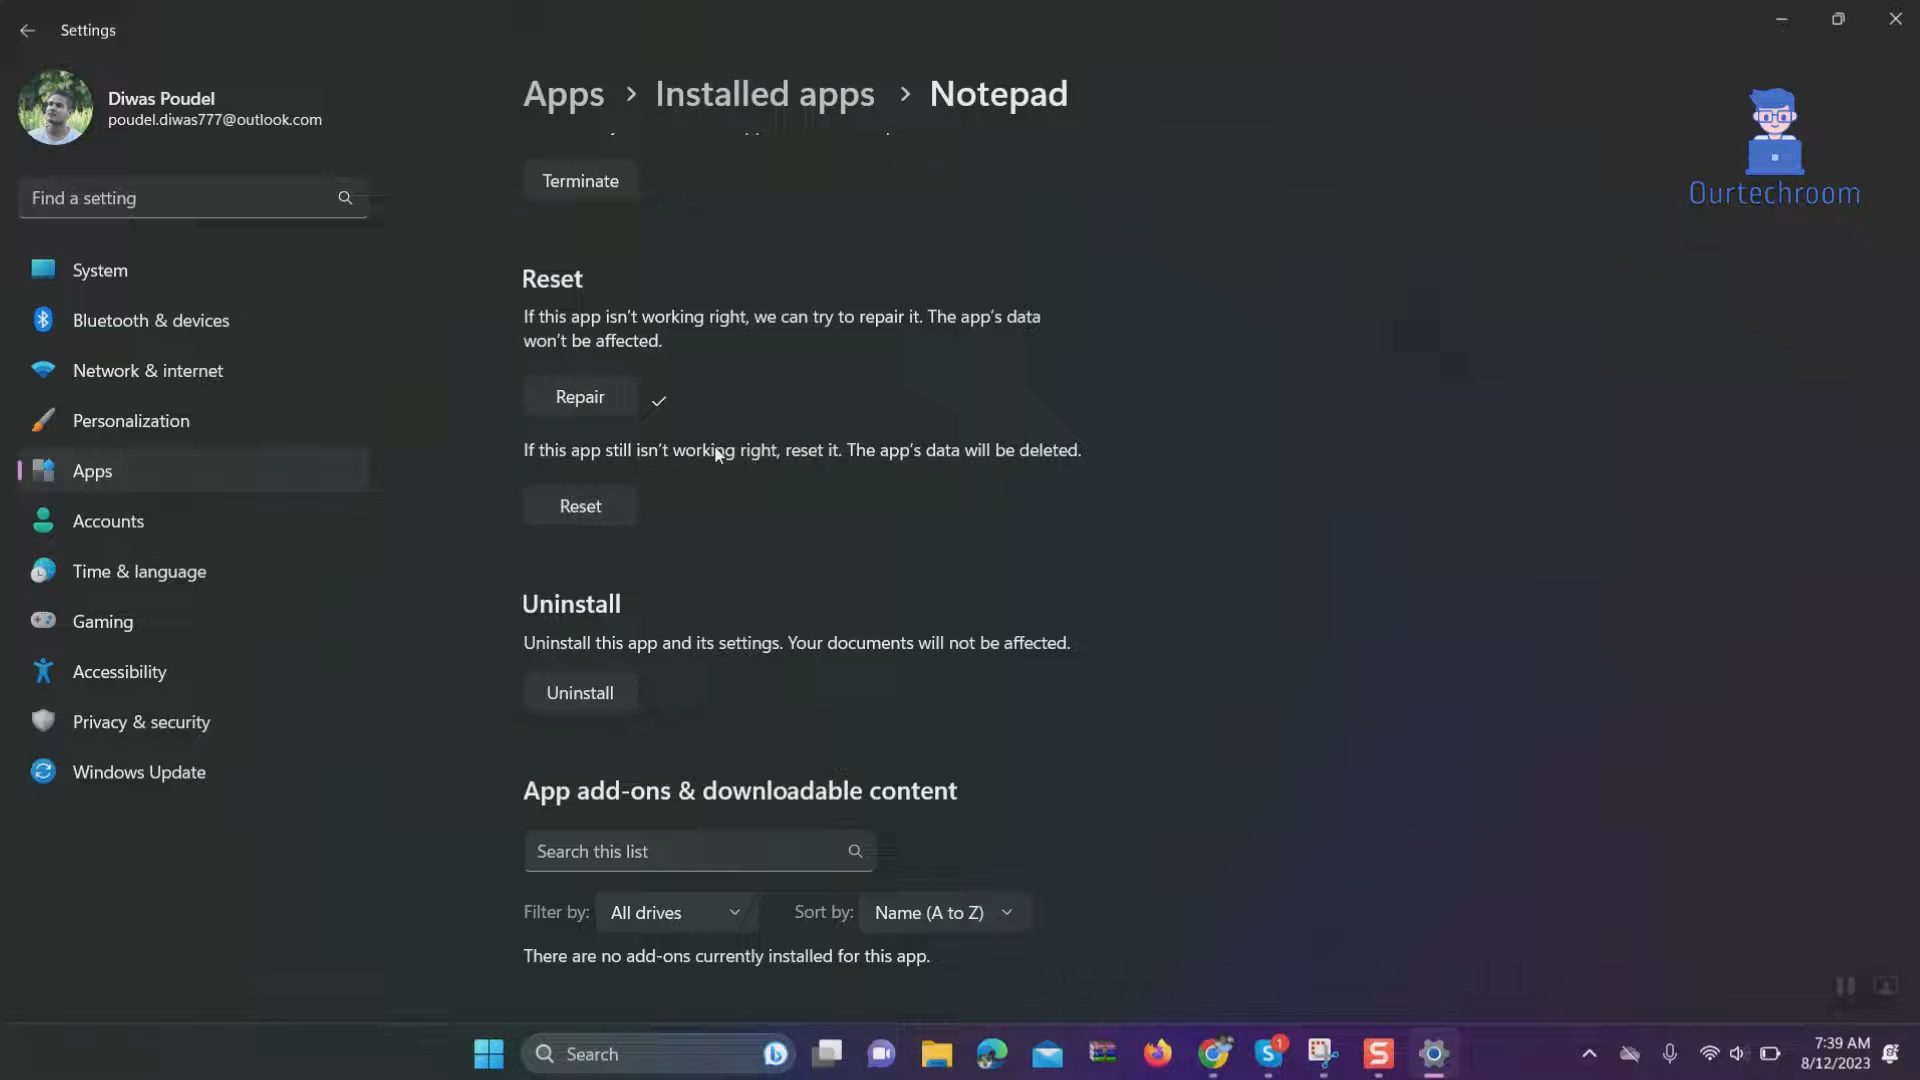 Settings
Diwas Poudel
poudel.diwas777@outlook.com
Find a setting
System
Bluetooth & devices
Network & internet
Personalization
Apps
Accounts
Time & language
Gaming
Accessibility
Privacy & security
Windows Update
Apps > Installed apps > Notepad
Terminate
Reset
If this app isn't working right, we can try to repair it. The app's data
won't be affected.
Repair
If this app still isn't working right, reset it. The app's data will be deleted.
Reset
Uninstall
Uninstall this app and its settings. Your documents will not be affected.
Uninstall
App add-ons & downloadable content
Search this list
Filter by: All drives Sort by: Name (A to Z)
There are no add-ons currently installed for this app.
Ourtechroom
Search
1
7:39 AM
8/12/2023